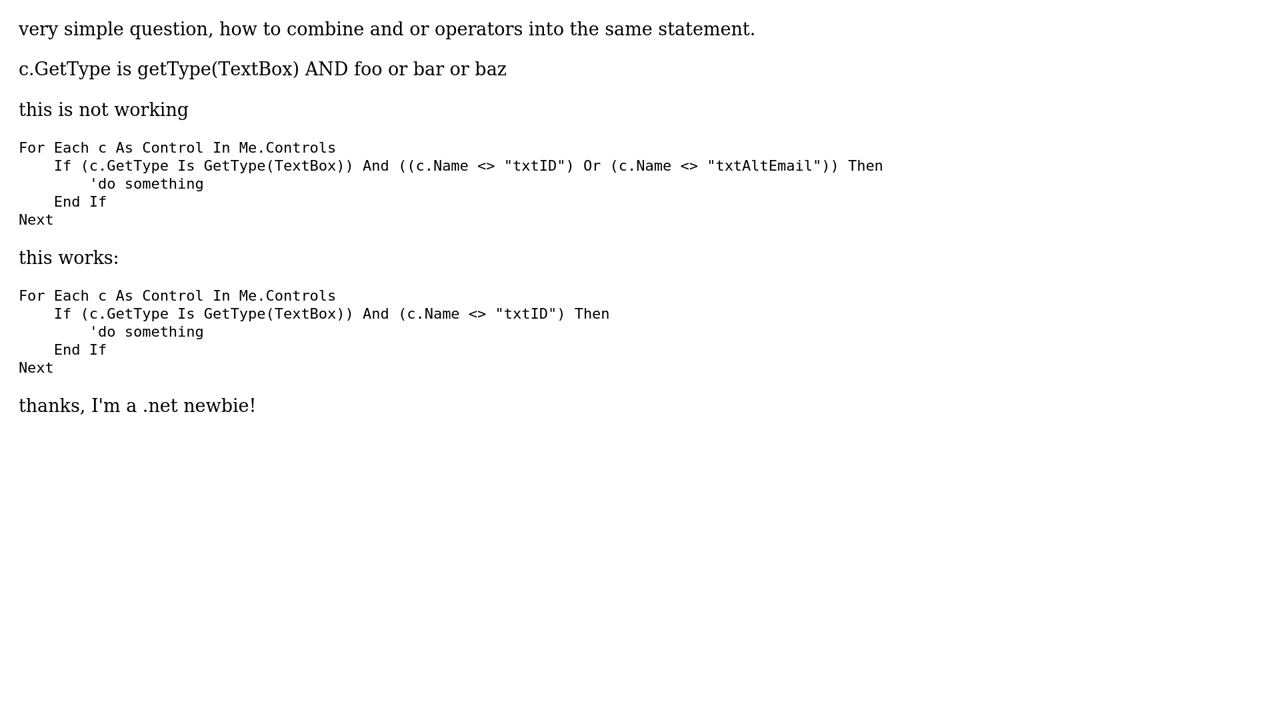 very simple question, how to combine and or operators into the same statement.
c.GetType is getType(TextBox) AND foo or bar or baz
this is not working
For Each c As Control In Me.Controls
    If (c.GetType Is GetType(TextBox)) And ((c.Name <> "txtID") Or (c.Name <> "txtAltEmail")) Then
        'do something
    End If
Next
this works:
For Each c As Control In Me.Controls
    If (c.GetType Is GetType(TextBox)) And (c.Name <> "txtID") Then
        'do something
    End If
Next
thanks, I'm a .net newbie!